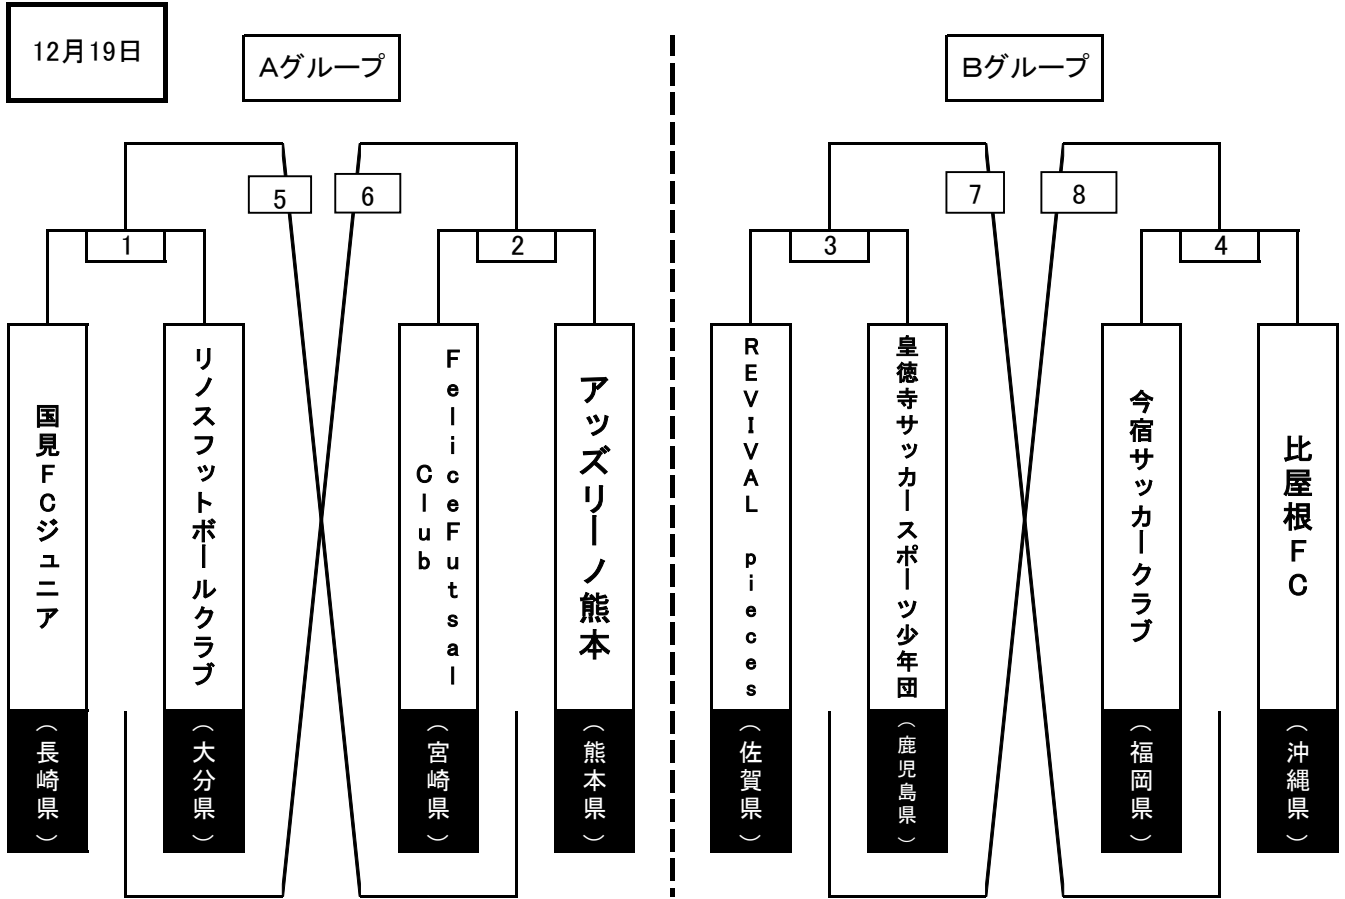 12月19日
Aグループ
Bグループ
5
6
7
8
1
2
3
4
国見FCジュニア
リノスフットボールクラブ
FeliceFutsal
Club
アッズリーノ熊本
REVIVAL pieces
皇徳寺サッカースポーツ少年団
今宿サッカークラブ
比屋根FC
（長崎県）
（大分県）
（宮崎県）
（熊本県）
（佐賀県）
（鹿児島県）
（福岡県）
（沖縄県）